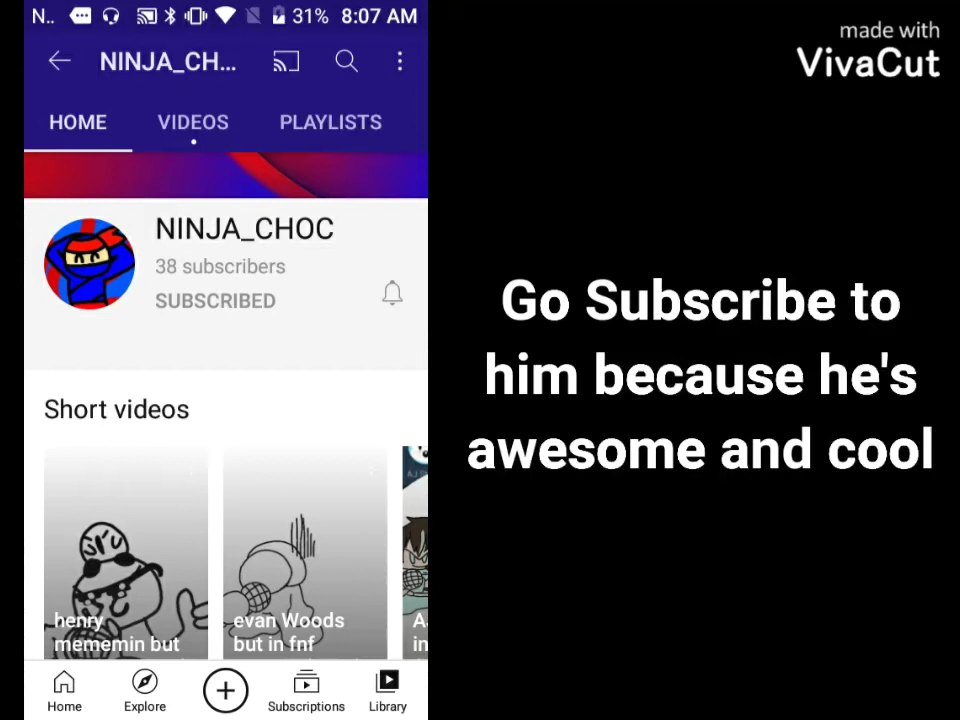 N.. 31% 8:07 AM
NINJA_CH...
HOME VIDEOS PLAYLISTS
NINJA_CHOC
38 subscribers
SUBSCRIBED
Short videos
henry
mememin but
evan Woods
but in fnf
A
in
Home Explore Subscriptions Library
made with
VivaCut
Go Subscribe to
him because he's
awesome and cool